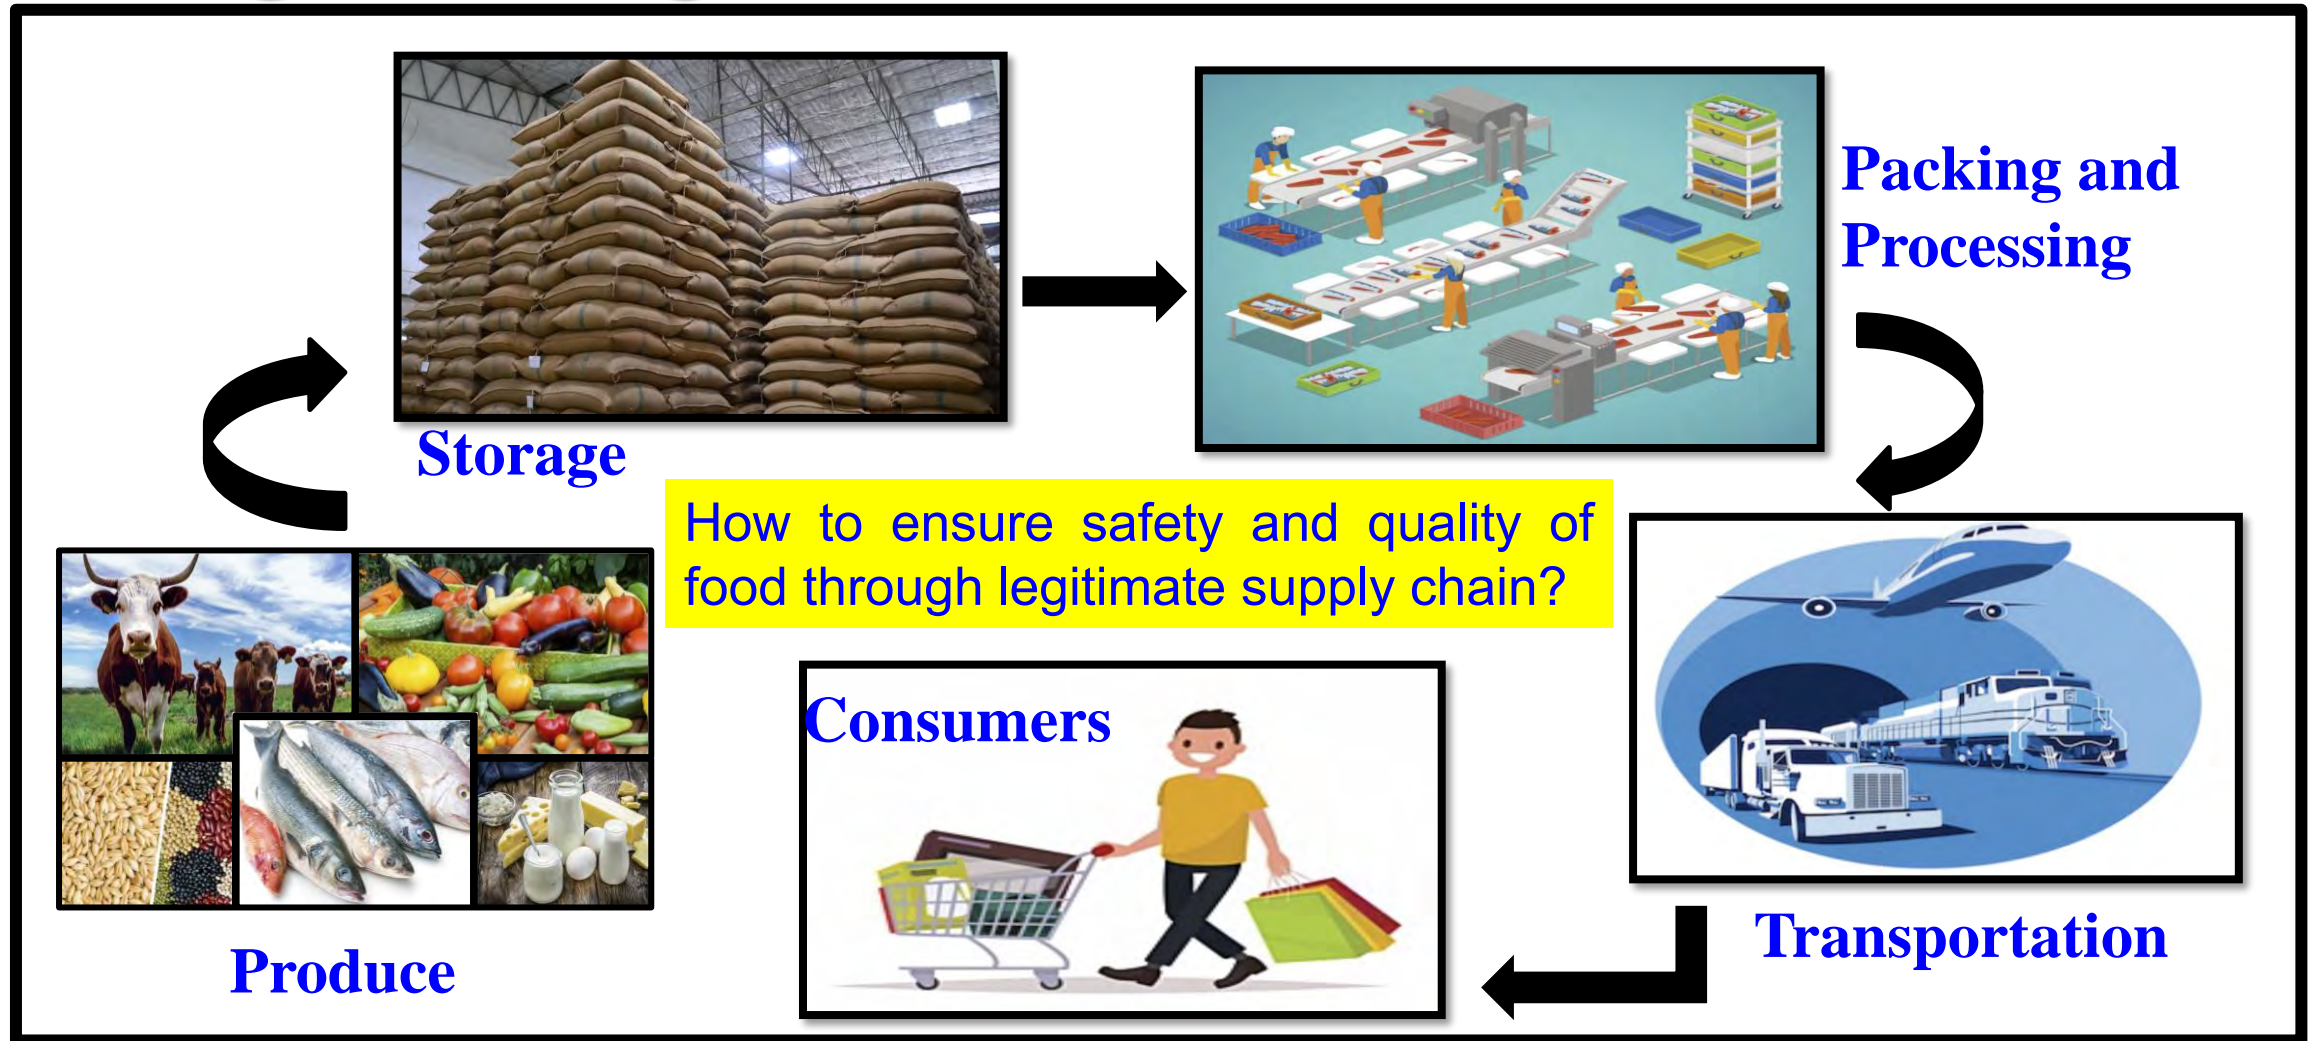 Packing and
Processing
Storage
How to ensure safety and quality of
food through legitimate supply chain?
Consumers
Transportation
Produce